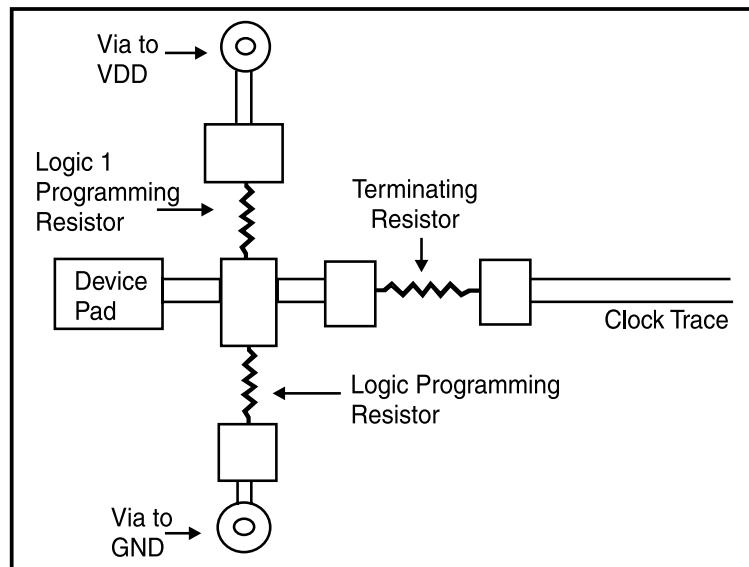 Via to
VDD
Logic 1
Programming
Resistor
Terminating
Resistor
Device
Pad
Clock Trace
Logic Programming
Resistor
Via to
GND